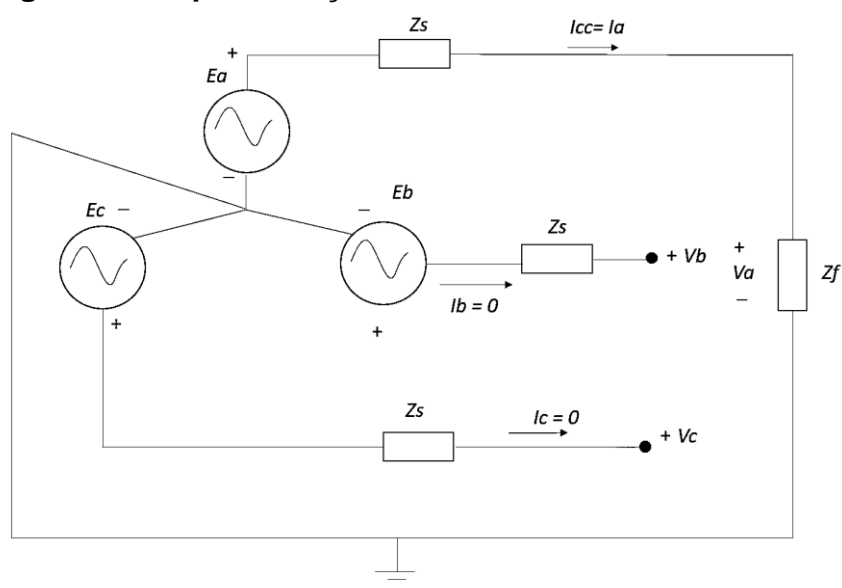 Zs
Icc= Ia
+
Ea
−
Ec −
− Eb
Zs
+ Vb
+
Va
−
Zf
Ib = 0
+
+
Zs
Ic = 0
+ Vc